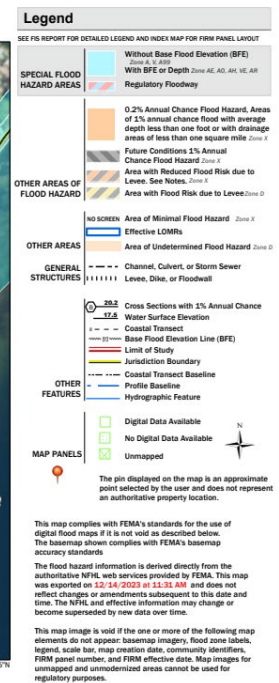 Legend
SEE FIS REPORT FOR DETAILED LEGEND AND INDEX MAP FOR FIRM PANEL LAYOUT
SPECIAL FLOOD
HAZARD AREAS
Without Base Flood Elevation (BFE)
Zone A, V, A99
With BFE or Depth Zone AE, AO, AH, VE, AR
Regulatory Floodway
OTHER AREAS OF
FLOOD HAZARD
0.2% Annual Chance Flood Hazard, Areas
of 1% annual chance flood with average
depth less than one foot or with drainage
areas of less than one square mile Zone X
Future Conditions 1% Annual
Chance Flood Hazard Zone X
Area with Reduced Flood Risk due to
Levee. See Notes. Zone X
Area with Flood Risk due to Levee Zone D
OTHER AREAS
NO SCREEN Area of Minimal Flood Hazard Zone X
Effective LOMRs
Area of Undetermined Flood Hazard Zone D
GENERAL
STRUCTURES
Channel, Culvert, or Storm Sewer
Levee, Dike, or Floodwall
OTHER
FEATURES
B 20.2 Cross Sections with 1% Annual Chance
17.5 Water Surface Elevation
8 Coastal Transect
513 Base Flood Elevation Line (BFE)
Limit of Study
Jurisdiction Boundary
Coastal Transect Baseline
Profile Baseline
Hydrographic Feature
MAP PANELS
Digital Data Available
No Digital Data Available
Unmapped
N
The pin displayed on the map is an approximate
point selected by the user and does not represent
an authoritative property location.
This map complies with FEMA's standards for the use of
digital flood maps if it is not void as described below.
The basemap shown complies with FEMA's basemap
accuracy standards
The flood hazard information is derived directly from the
authoritative NFHL web services provided by FEMA. This map
was exported on 12/14/2023 at 11:31 AM and does not
reflect changes or amendments subsequent to this date and
time. The NFHL and effective information may change or
become superseded by new data over time.
This map image is void if the one or more of the following map
elements do not appear: basemap imagery, flood zone labels,
legend, scale bar, map creation date, community identifiers,
FIRM panel number, and FIRM effective date. Map images for
unmapped and unmodernized areas cannot be used for
regulatory purposes.